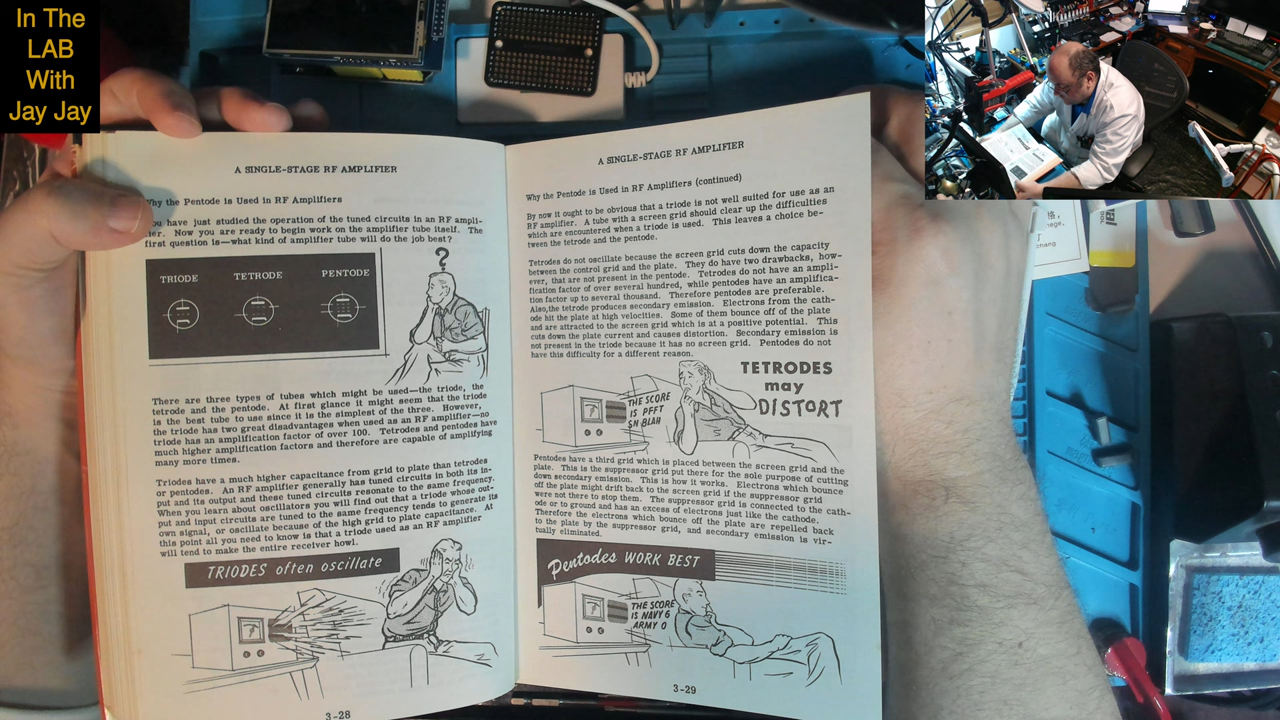 In The
LAB
With
Jay Jay
A SINGLE-STAGE RF AMPLIFIER
Why the Pentode is Used in RF Amplifiers
ou have just studied the operation of the tuned circuits in an RF ampli-
ier. Now you are ready to begin work on the amplifier tube itself. The
first question is—what kind of amplifier tube will do the job best?
TRIODE TETRODE PENTODE
?
There are three types of tubes which might be used—the triode, the
tetrode and the pentode. At first glance it might seem that the triode
is the best tube to use since it is the simplest of the three. However,
the triode has two great disadvantages when used as an RF amplifier—no
triode has an amplification factor of over 100. Tetrodes and pentodes have
much higher amplification factors and therefore are capable of amplifying
many more times.
Triodes have a much higher capacitance from grid to plate than tetrodes
or pentodes. An RF amplifier generally has tuned circuits in both its in-
put and its output and these tuned circuits resonate to the same frequency.
When you learn about oscillators you will find out that a triode whose out-
put and input circuits are tuned to the same frequency tends to generate its
own signal, or oscillate because of the high grid to plate capacitance. At
this point all you need to know is that a triode used as an RF amplifier
will tend to make the entire receiver howl.
TRIODES often oscillate
3-28
A SINGLE-STAGE RF AMPLIFIER
Why the Pentode is Used in RF Amplifiers (continued)
By now it ought to be obvious that a triode is not well suited for use as an
RF amplifier. A tube with a screen grid should clear up the difficulties
which are encountered when a triode is used. This leaves a choice be-
tween the tetrode and the pentode.
Tetrodes do not oscillate because the screen grid cuts down the capacity
between the control grid and the plate. They do have two drawbacks, how-
ever, that are not present in the pentode. Tetrodes do not have an ampli-
fication factor of over several hundred, while pentodes have an amplifica-
tion factor up to several thousand. Therefore pentodes are preferable.
Also,the tetrode produces secondary emission. Electrons from the cath-
ode hit the plate at high velocities. Some of them bounce off of the plate
and are attracted to the screen grid which is at a positive potential. This
cuts down the plate current and causes distortion. Secondary emission is
not present in the triode because it has no screen grid. Pentodes do not
have this difficulty for a different reason.
TETRODES
may
DISTORT
THE SCORE
IS PFFT
$N BLAH
Pentodes have a third grid which is placed between the screen grid and the
plate. This is the suppressor grid put there for the sole purpose of cutting
down secondary emission. This is how it works. Electrons which bounce
off the plate might drift back to the screen grid if the suppressor grid
were not there to stop them. The suppressor grid is connected to the cath-
ode or to ground and has an excess of electrons just like the cathode.
Therefore the electrons which bounce off the plate are repelled back
to the plate by the suppressor grid, and secondary emission is vir-
tually eliminated.
Pentodes WORK BEST
THE SCORE
IS NAVY 6
ARMY 0
3-29